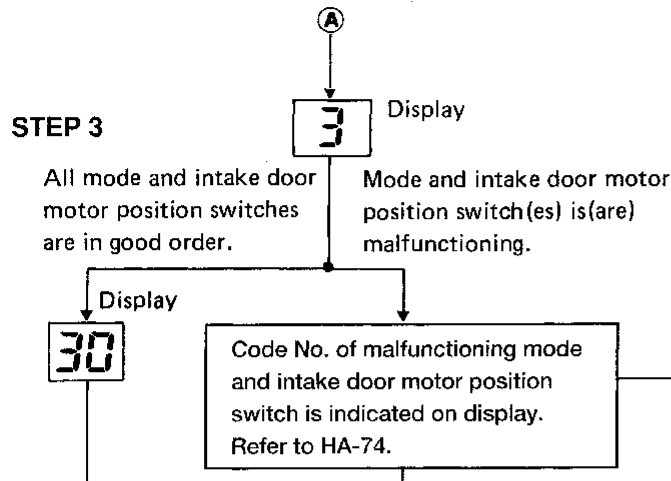 A
3
Display
STEP 3
All mode and intake door
motor position switches
are in good order.
Mode and intake door motor
position switch(es) is(are)
malfunctioning.
Display
30
Code No. of malfunctioning mode
and intake door motor position
switch is indicated on display.
Refer to HA-74.